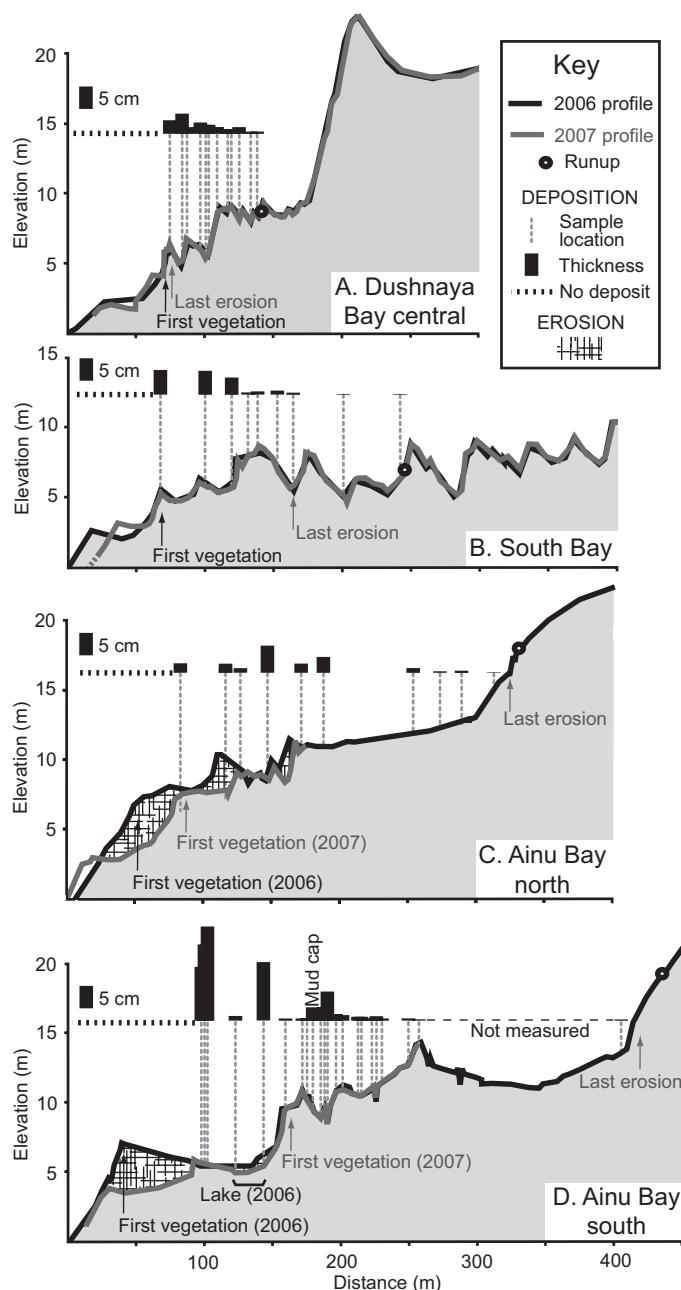 20
5 cm
15
10
5
Elevation (m)
Last erosion
First vegetation
A. Dushnaya
Bay central
Key
2006 profile
2007 profile
Runup
DEPOSITION
Sample
location
Thickness
No deposit
EROSION
15
5 cm
10
5
Elevation (m)
First vegetation
Last erosion
B. South Bay
20
5 cm
15
10
5
Elevation (m)
Last erosion
First vegetation (2007)
First vegetation (2006)
C. Ainu Bay
north
20
5 cm
15
10
5
Elevation (m)
Mud cap
Not measured
Last erosion
First vegetation (2007)
Lake (2006)
First vegetation (2006)
D. Ainu Bay
south
100 200 300 400
Distance (m)